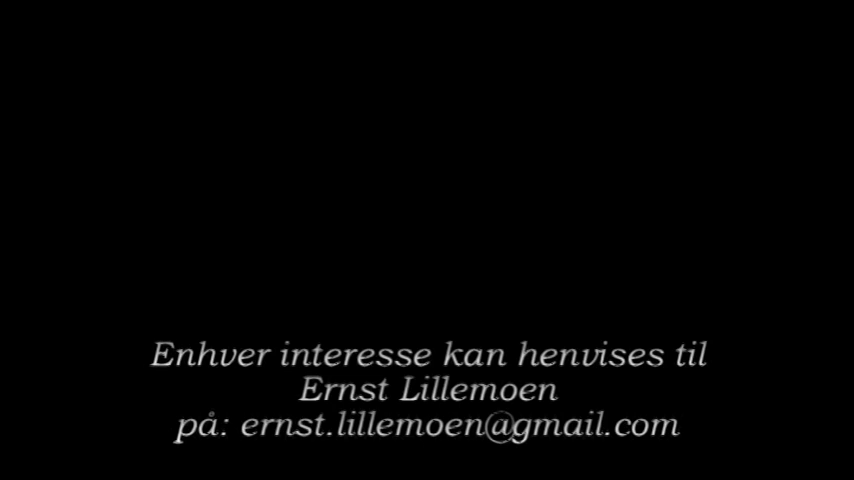 Enhver interesse kan henvises til
Ernst Lillemoen
på: ernst.lillemoen@gmail.com